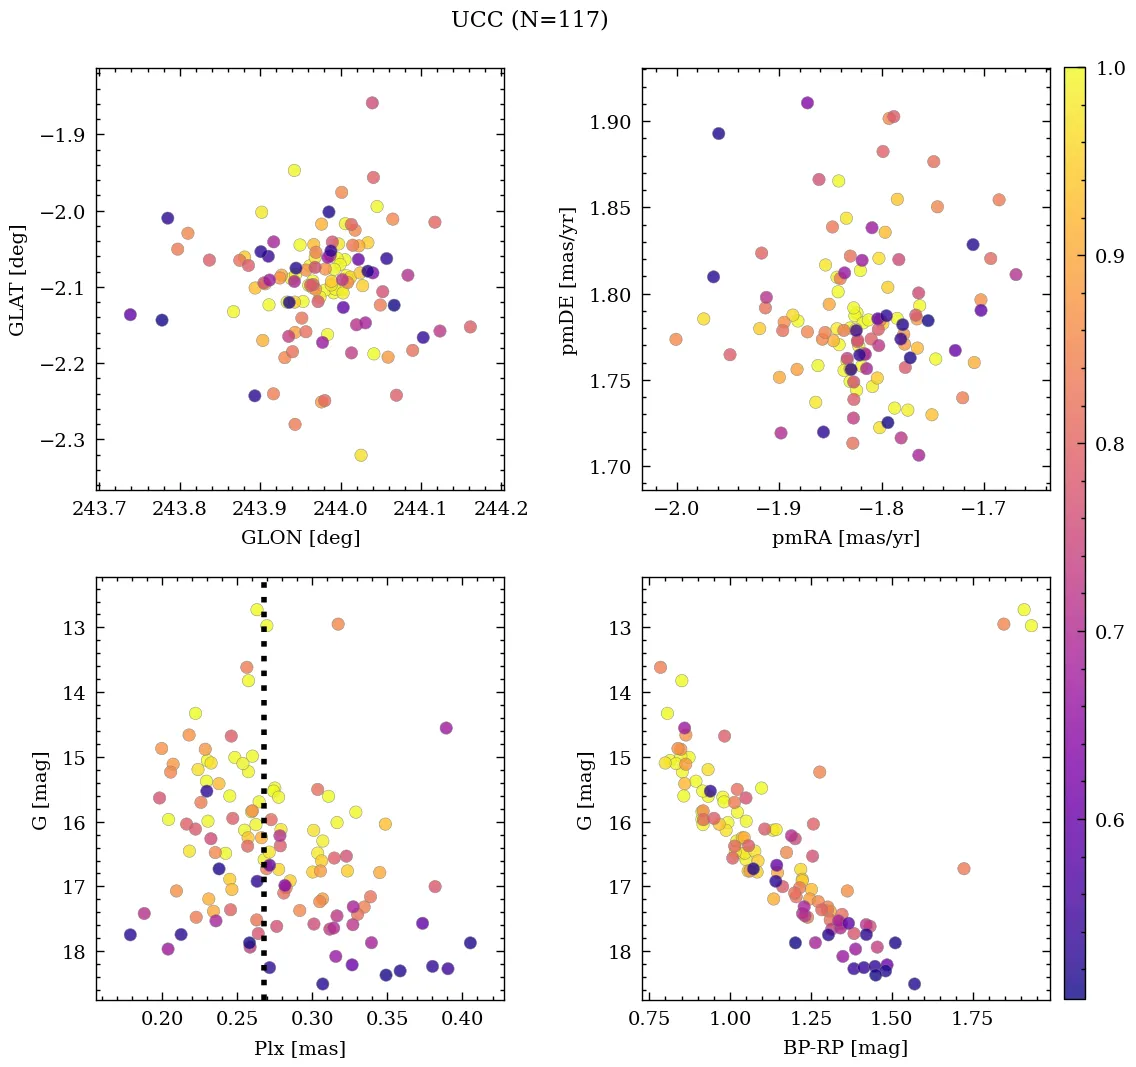 UCC (N=117)
−1.9
−2.0
−2.1
−2.2
−2.3
GLAT [deg]
243.7 243.8 243.9 244.0 244.1 244.2
GLON [deg]
1.90
1.85
1.80
1.75
1.70
pmDE [mas/yr]
−2.0 −1.9 −1.8 −1.7
pmRA [mas/yr]
1.0
0.9
0.8
0.7
0.6
13
14
15
16
17
18
G [mag]
0.20 0.25 0.30 0.35 0.40
Plx [mas]
13
14
15
16
17
18
G [mag]
0.75 1.00 1.25 1.50 1.75
BP-RP [mag]